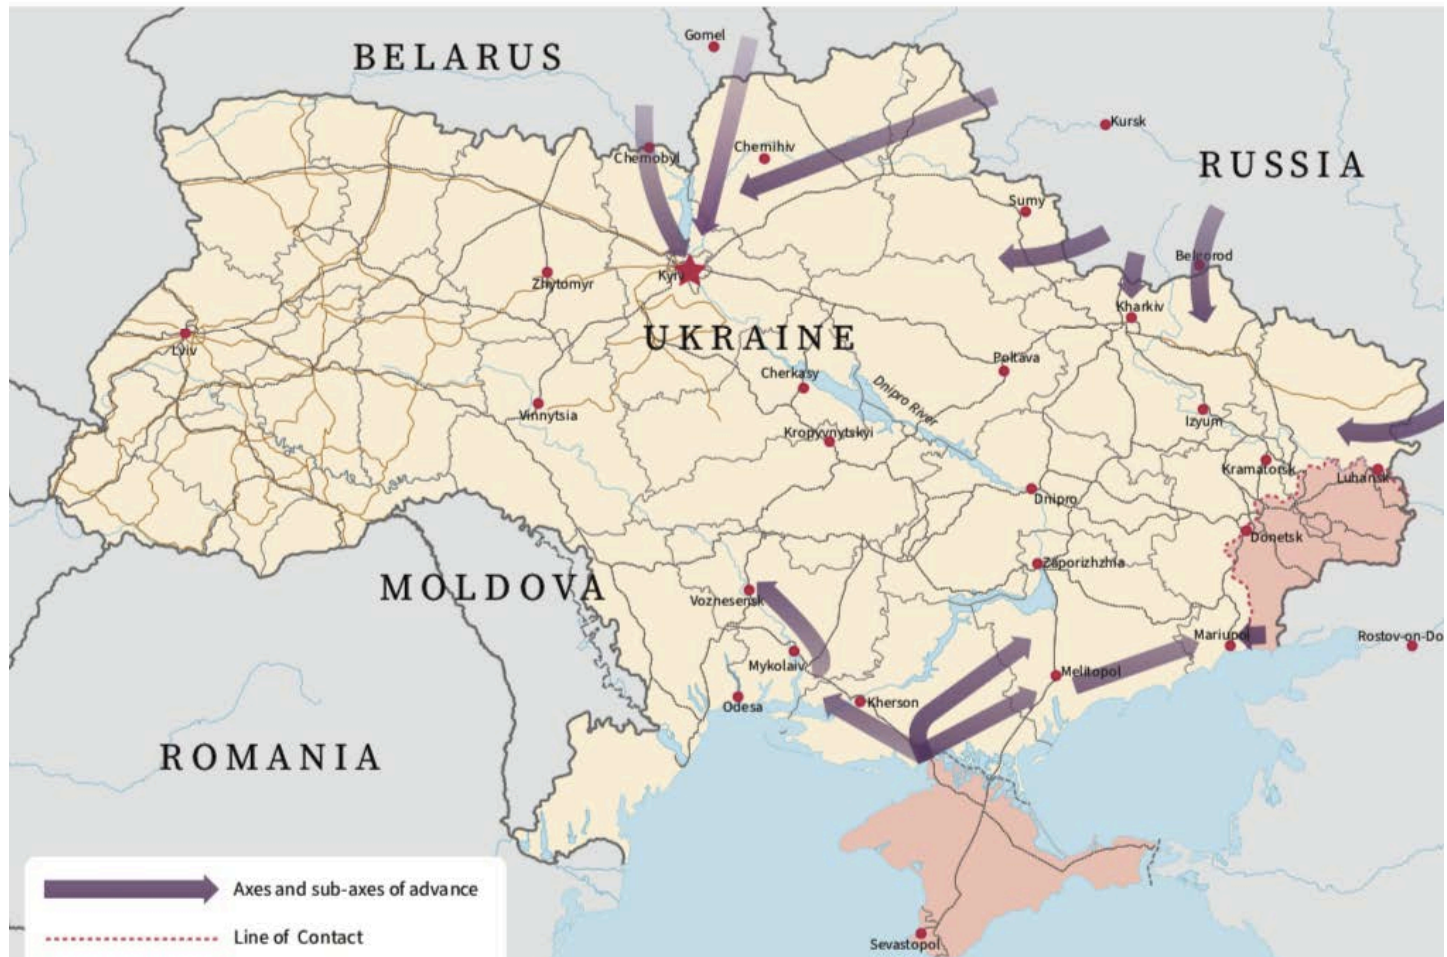 Gomel
BELARUS
Kursk
Chernobyl
Chernihiv
RUSSIA
Sumy
Belgorod
Kyiv
Zhytomyr
Kharkiv
UKRAINE
Lviv
Poltava
Cherkasy
Dnipro River
Vinnytsia
Izyum
Kropyvnytskyi
Kramatorsk
Luhansk
Dnipro
Donetsk
Zaporizhzhia
MOLDOVA
Voznesensk
Mariupol
Rostov-on-Do
Mykolaiv
Melitopol
Odesa
Kherson
ROMANIA
Axes and sub-axes of advance
Line of Contact
Sevastopol